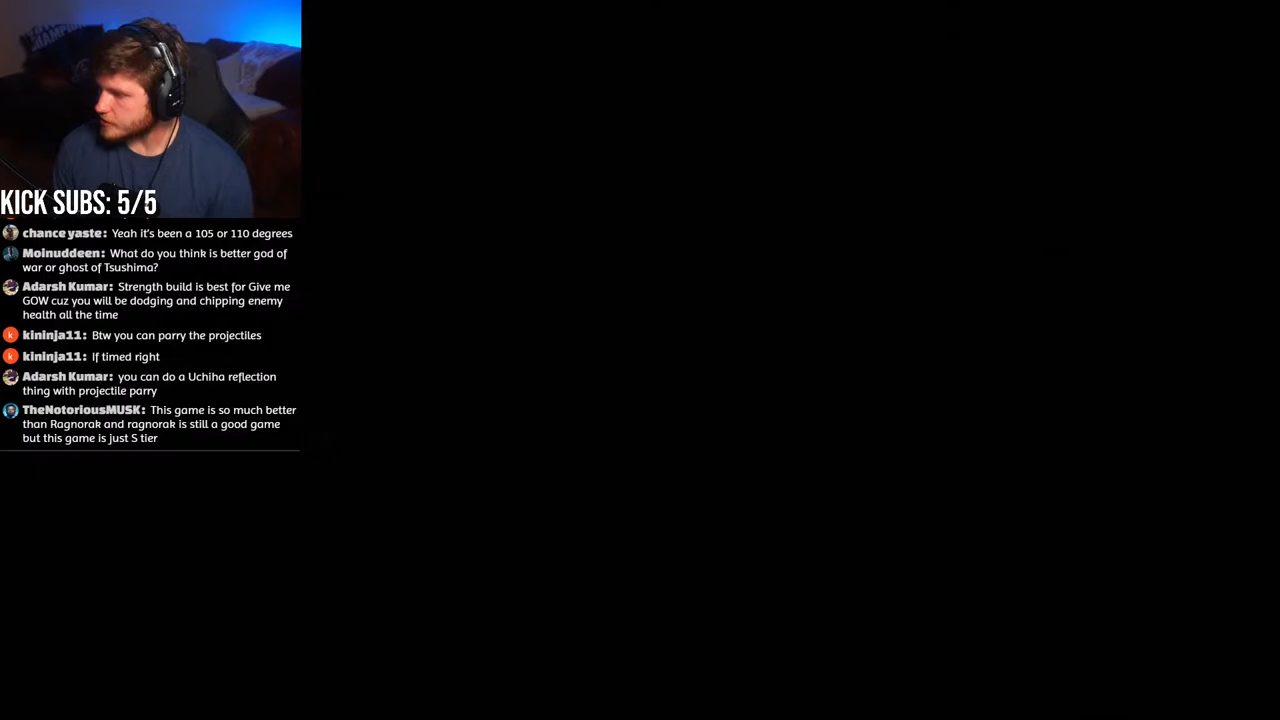 KICK SUBS: 5/5
chance yaste: Yeah it's been a 105 or 110 degrees
Moinuddeen: What do you think is better god of
war or ghost of Tsushima?
Adarsh Kumar: Strength build is best for Give me
GOW cuz you will be dodging and chipping enemy
health all the time
k kininja11: Btw you can parry the projectiles
k kininja11: If timed right
Adarsh Kumar: you can do a Uchiha reflection
thing with projectile parry
TheNotoriousMUSK: This game is so much better
than Ragnorak and ragnorak is still a good game
but this game is just S tier